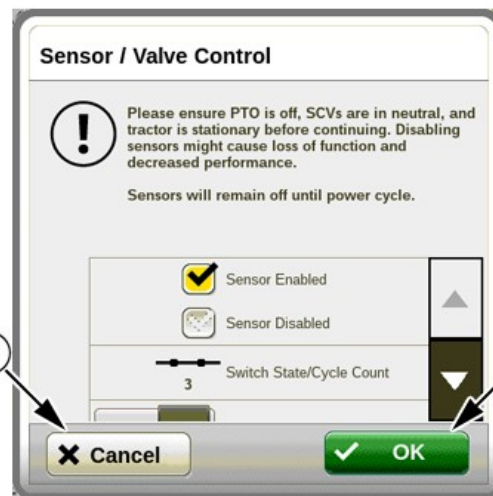 Sensor / Valve Control
!
Please ensure PTO is off, SCVs are in neutral, and
tractor is stationary before continuing. Disabling
sensors might cause loss of function and
decreased performance.
Sensors will remain off until power cycle.
Sensor Enabled
Sensor Disabled
3 Switch State/Cycle Count
Cancel
OK